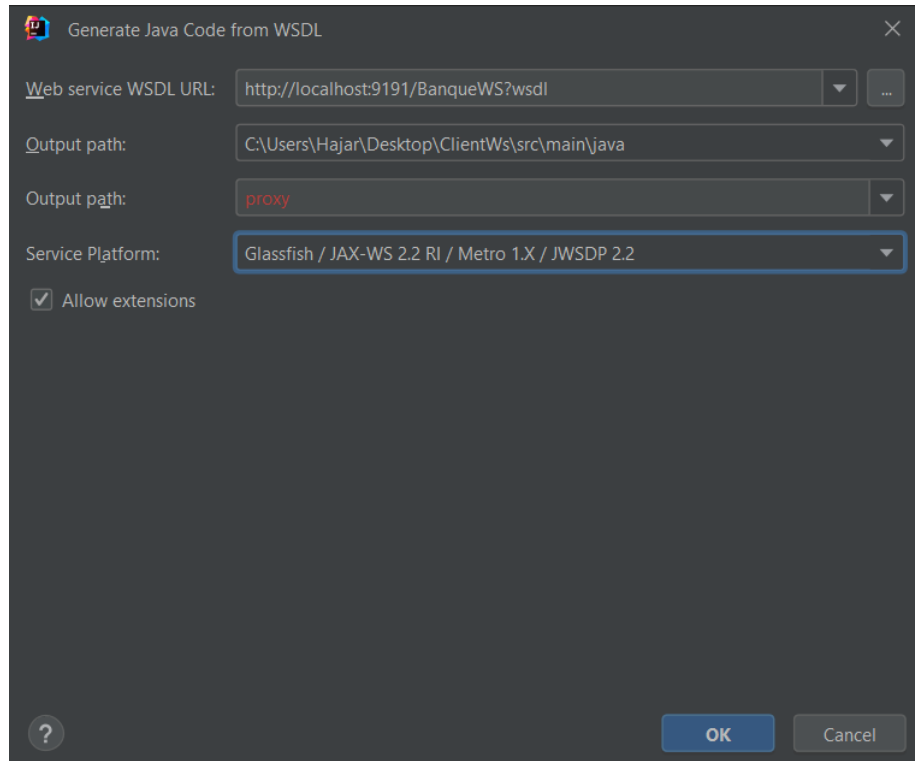 Generate Java Code from WSDL
Web service WSDL URL: http://localhost:9191/BanqueWS?wsdl ...
Output path: C:\Users\Hajar\Desktop\ClientWs\src\main\java
Output path: proxy
Service Platform: Glassfish / JAX-WS 2.2 RI / Metro 1.X / JWSDP 2.2
Allow extensions
? OK Cancel